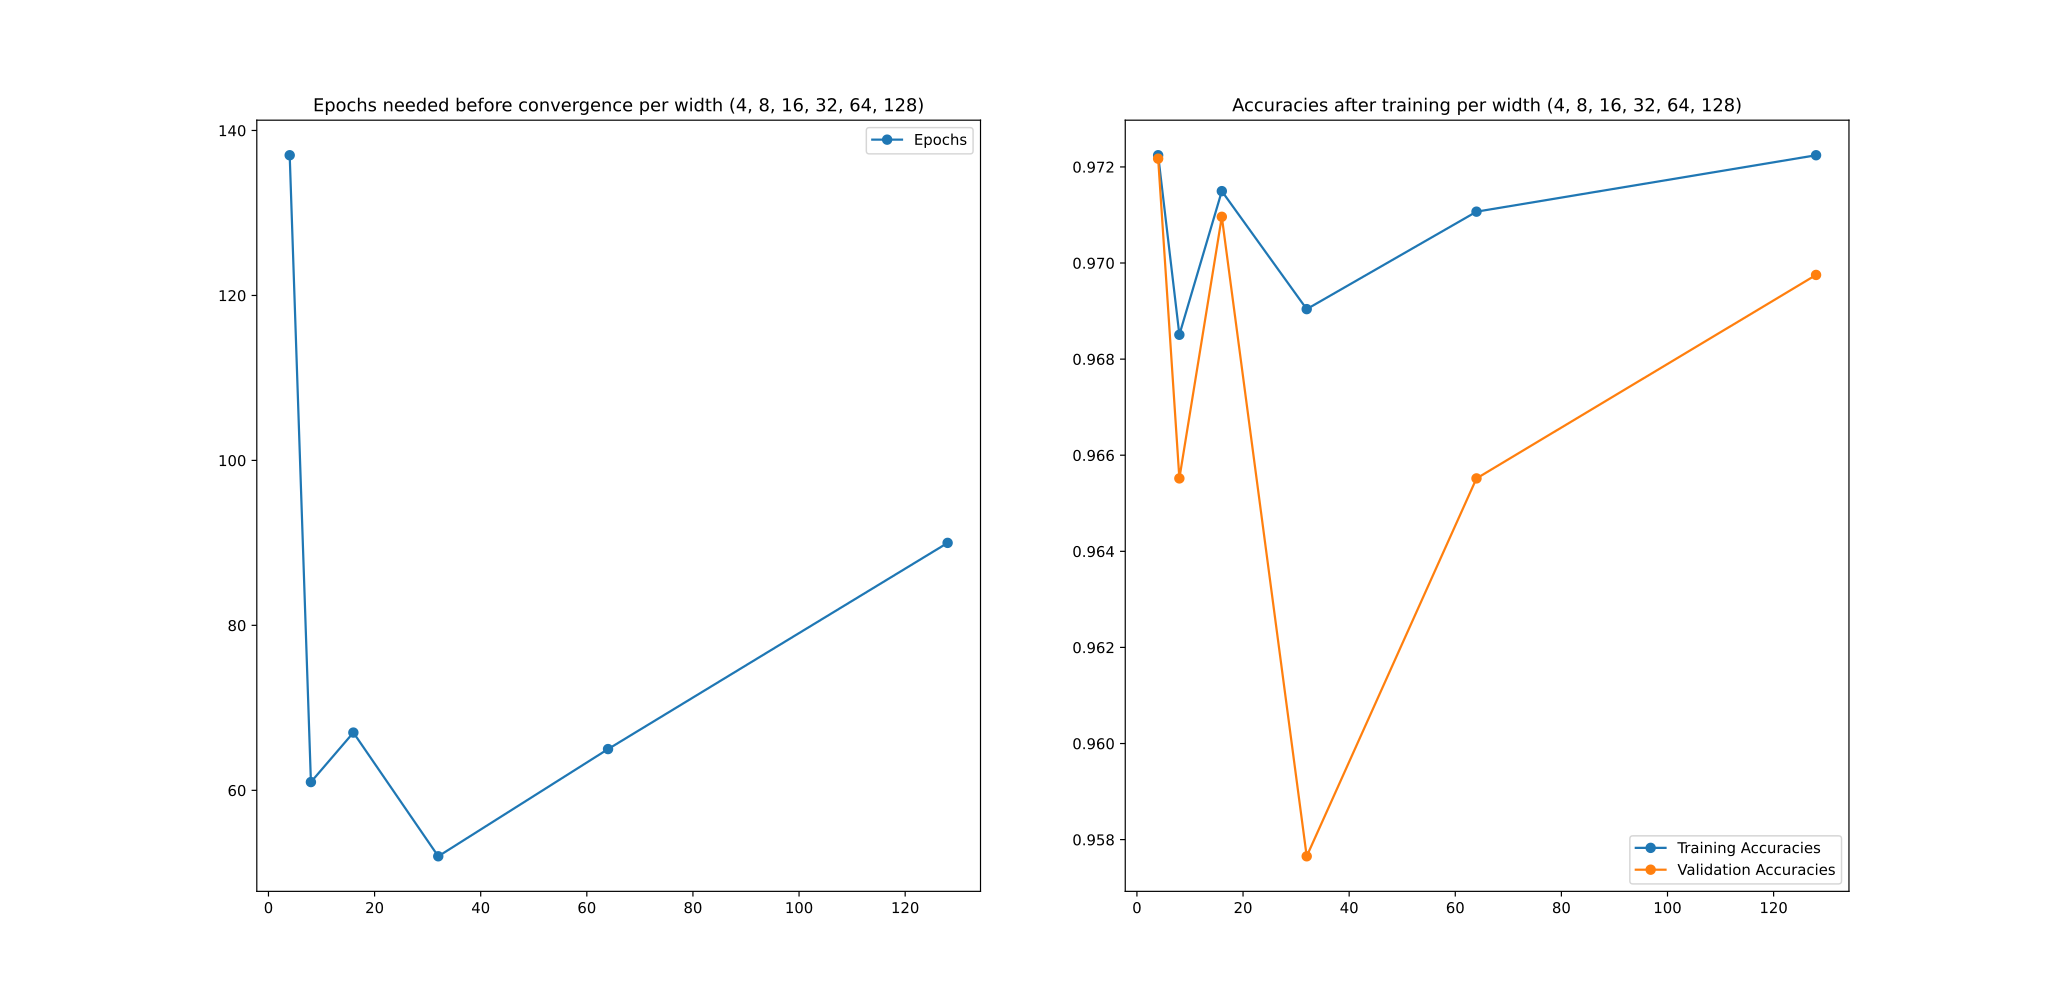 Epochs needed before convergence per width (4, 8, 16, 32, 64, 128)
140
120
100
80
60
0 20 40 60 80 100 120
Epochs
Accuracies after training per width (4, 8, 16, 32, 64, 128)
0.972
0.970
0.968
0.966
0.964
0.962
0.960
0.958
0 20 40 60 80 100 120
Training Accuracies
Validation Accuracies